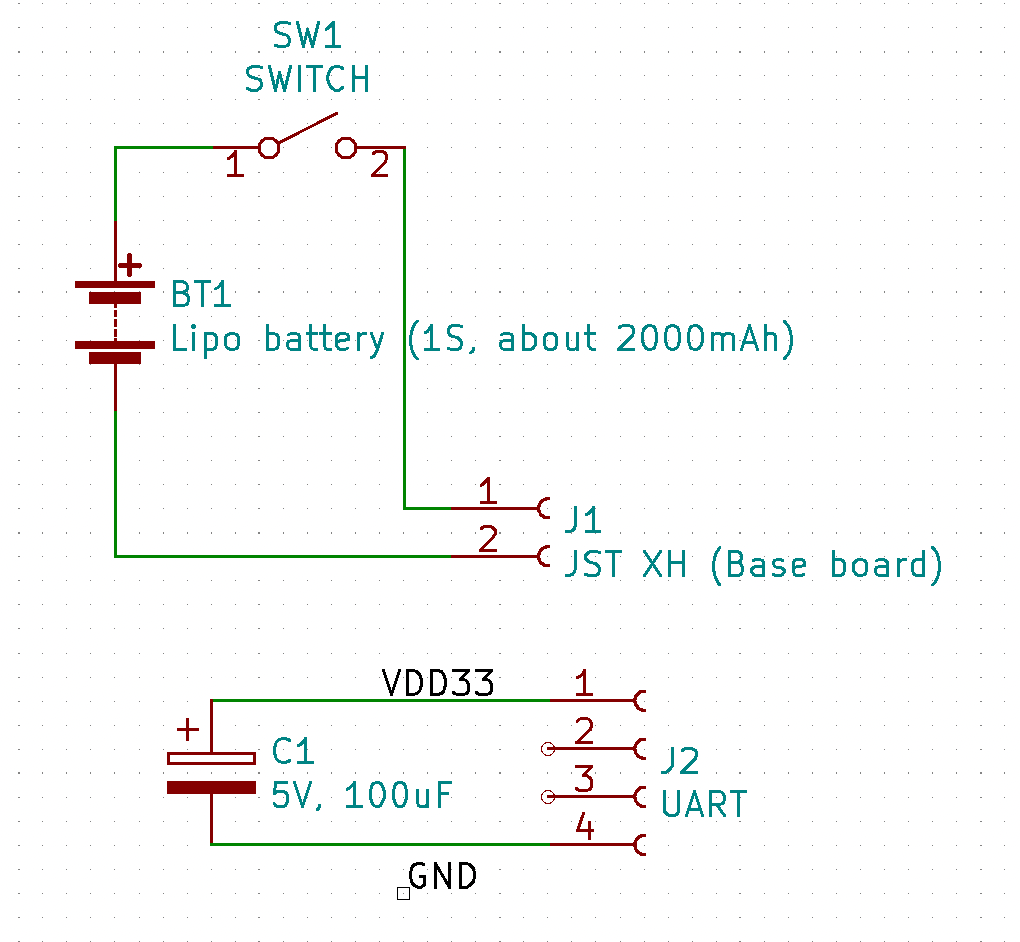 SW1
SWITCH
1
2
+
BT1
Lipo battery (1S, about 2000mAh)
1
2
J1
JST XH (Base board)
VDD33
1
+
2
C1
J2
3
5V, 100uF
UART
4
GND